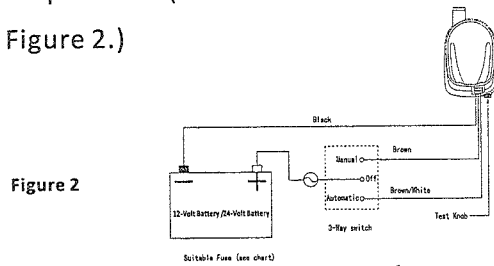 Figure 2.)
Black
Manual
Brown
Off
Figure 2
Automatic
Brown/White
12-Volt Battery /24-Volt Battery
3-Way switch
Test Knob
Suitable Fuse (see chart)